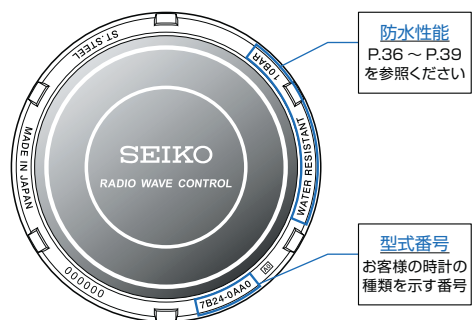 ST.STEEL
10BAR
WATER RESISTANT
MADE IN JAPAN
SEIKO
RADIO WAVE CONTROL
000000
7B24-0AA0
A0
防水性能
P.36 ～ P.39
を参照ください
型式番号
お客様の時計の
種類を示す番号